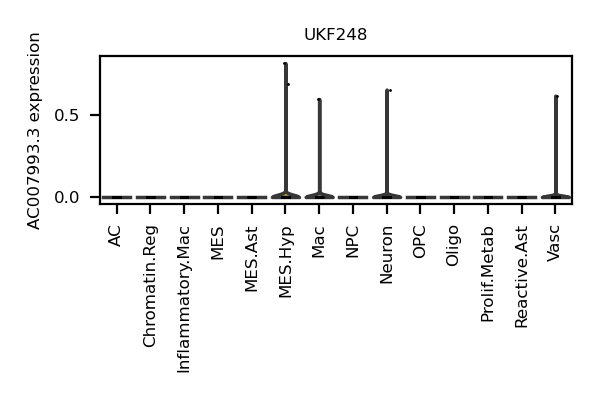 UKF248
AC007993.3 expression
0.5
0.0
AC
Chromatin.Reg
Inflammatory.Mac
MES
MES.Ast
MES.Hyp
Mac
NPC
Neuron
OPC
Oligo
Prolif.Metab
Reactive.Ast
Vasc